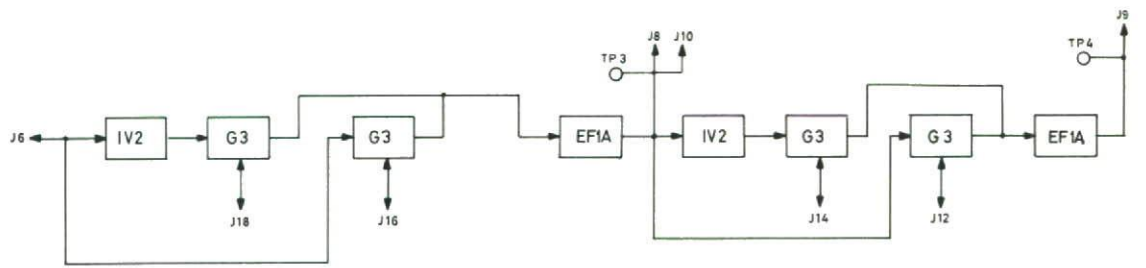 J9
J8 J10
TP4
TP3
J6 IV2 G3 G3 EF1A IV2 G3 G3 EF1A
J18 J16 J14 J12